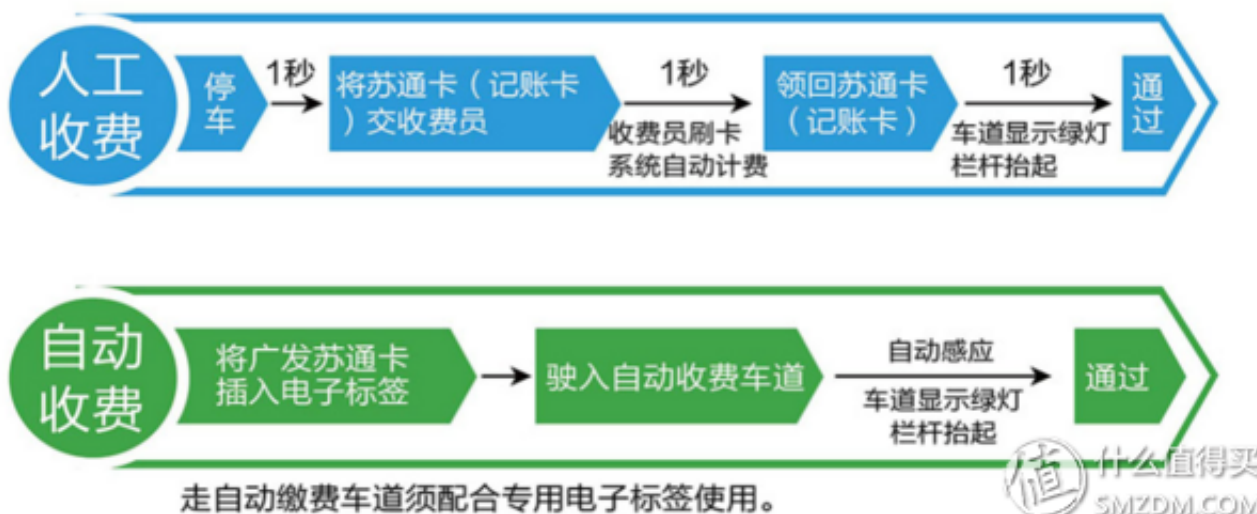 人工
收费
停
车
1秒
将苏通卡（记账卡
）交收费员
1秒
收费员刷卡
系统自动计费
领回苏通卡
（记账卡）
1秒
车道显示绿灯
栏杆抬起
通
过
自动
收费
将广发苏通卡
插入电子标签
驶入自动收费车道
自动感应
车道显示绿灯
栏杆抬起
通过
走自动缴费车道须配合专用电子标签使用。
值 什么值得买
SMZDM.COM